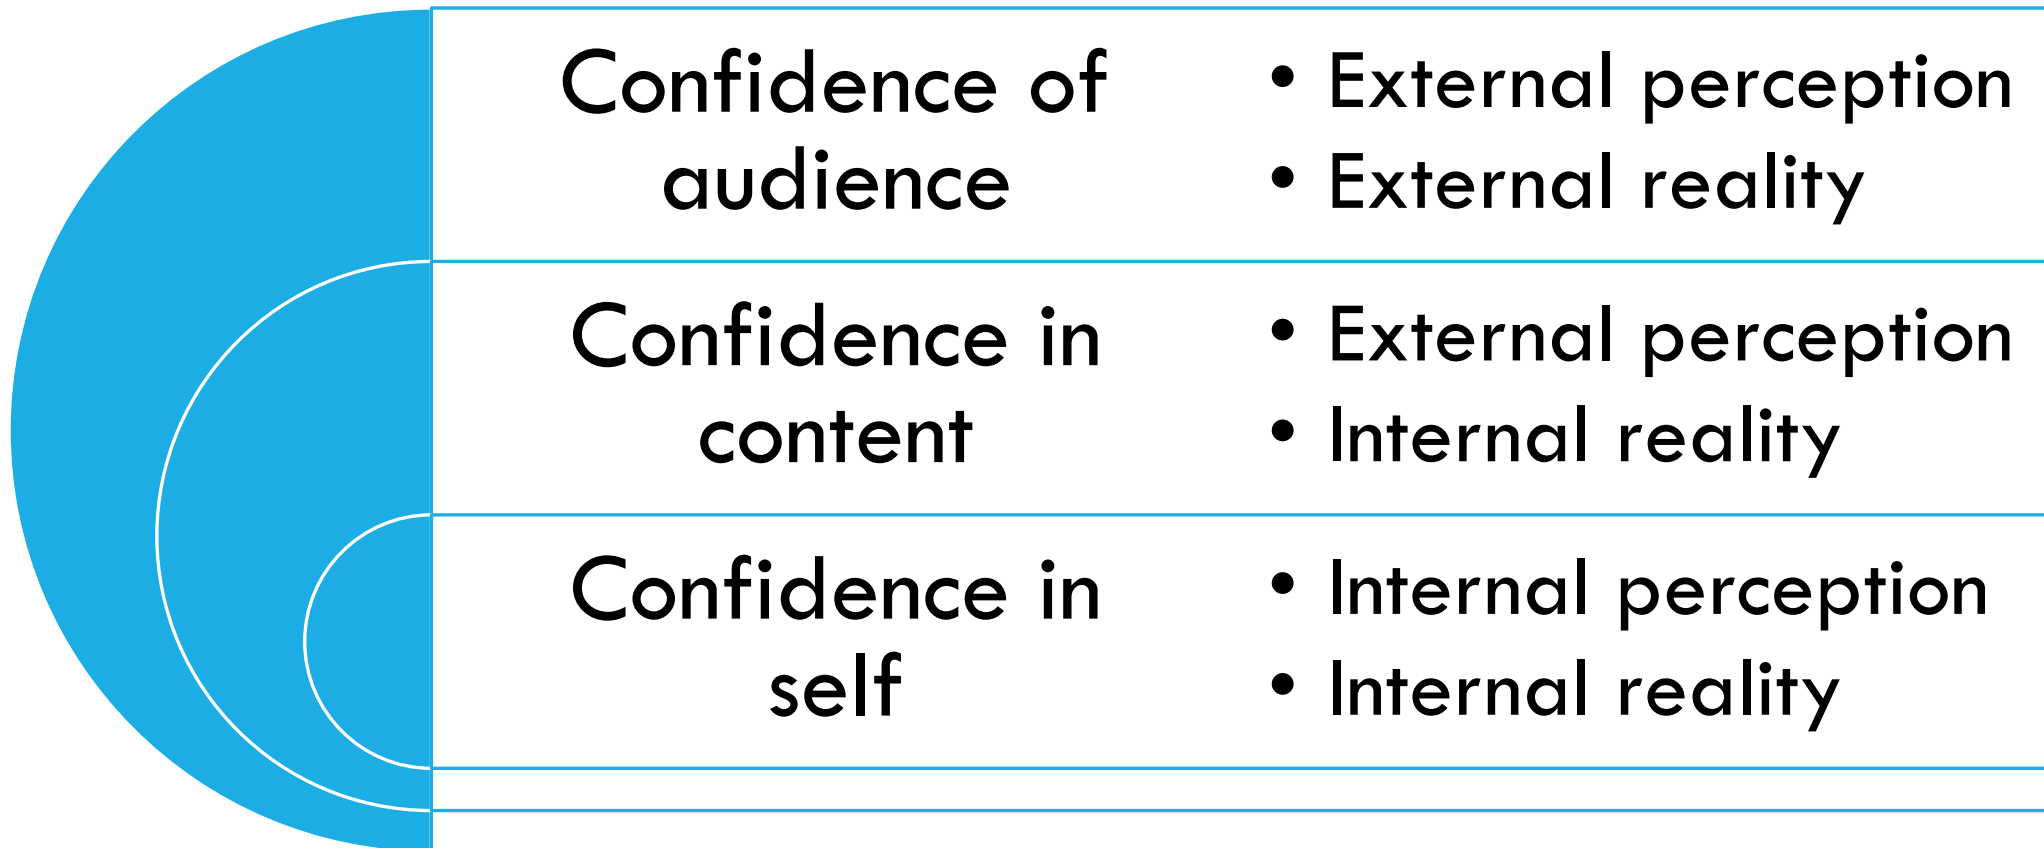 Confidence of
audience
• External perception
• External reality
Confidence in
content
• External perception
• Internal reality
Confidence in
self
• Internal perception
• Internal reality